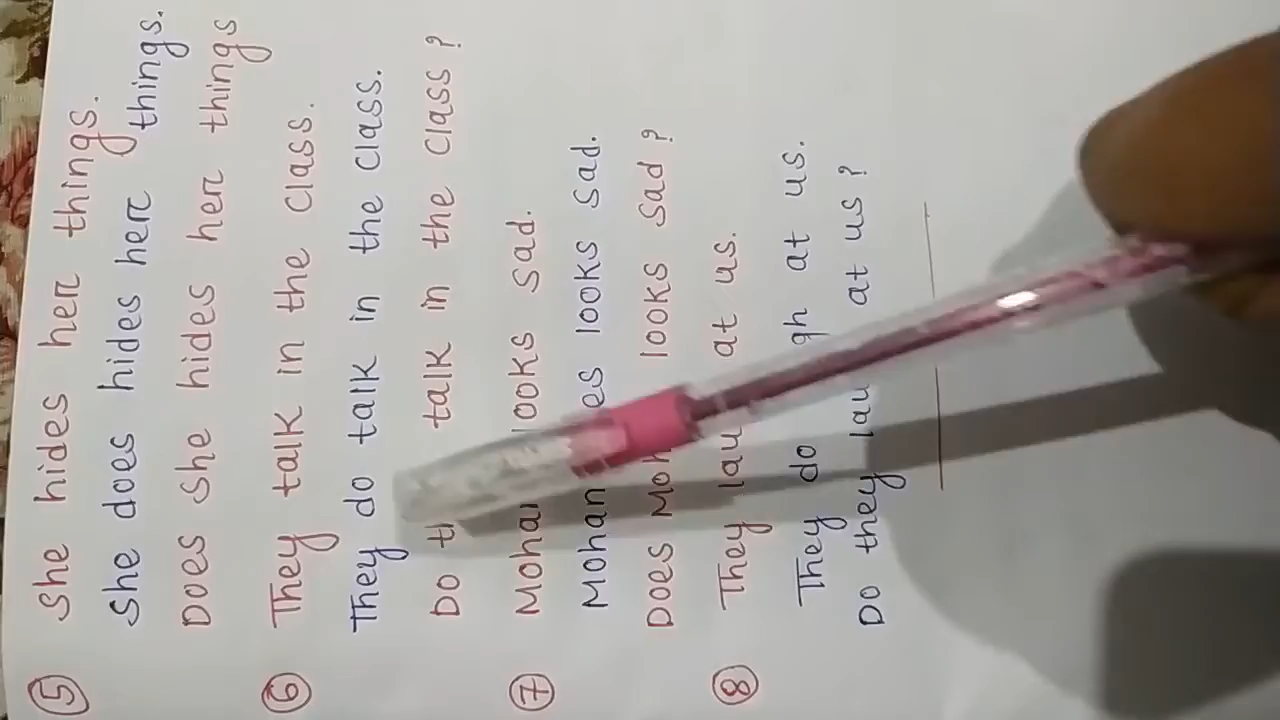 ⑤ She hides her things.
She does hides her things.
Does she hides her things
⑥ They talk in the class.
They do talk in the class.
Do talk in the class?
⑦ looks sad.
Mohan looks sad.
Does looks sad?
⑧ They at us.
They do at us.
Do they at us?